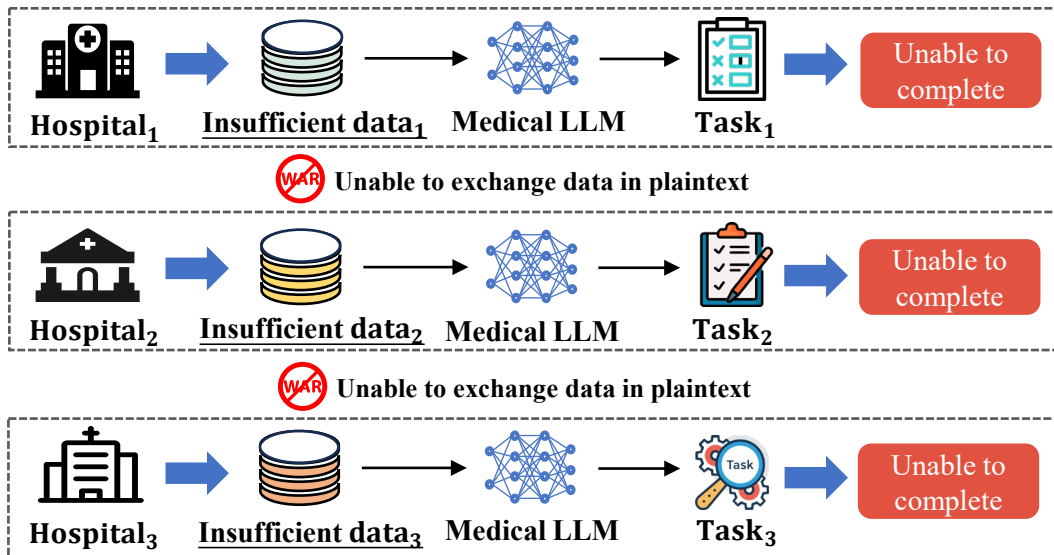 Unable to
complete
Hospital₁ Insufficient data₁ Medical LLM Task₁
WAR Unable to exchange data in plaintext
Unable to
complete
Hospital₂ Insufficient data₂ Medical LLM Task₂
WAR Unable to exchange data in plaintext
Task
Unable to
complete
Hospital₃ Insufficient data₃ Medical LLM Task₃